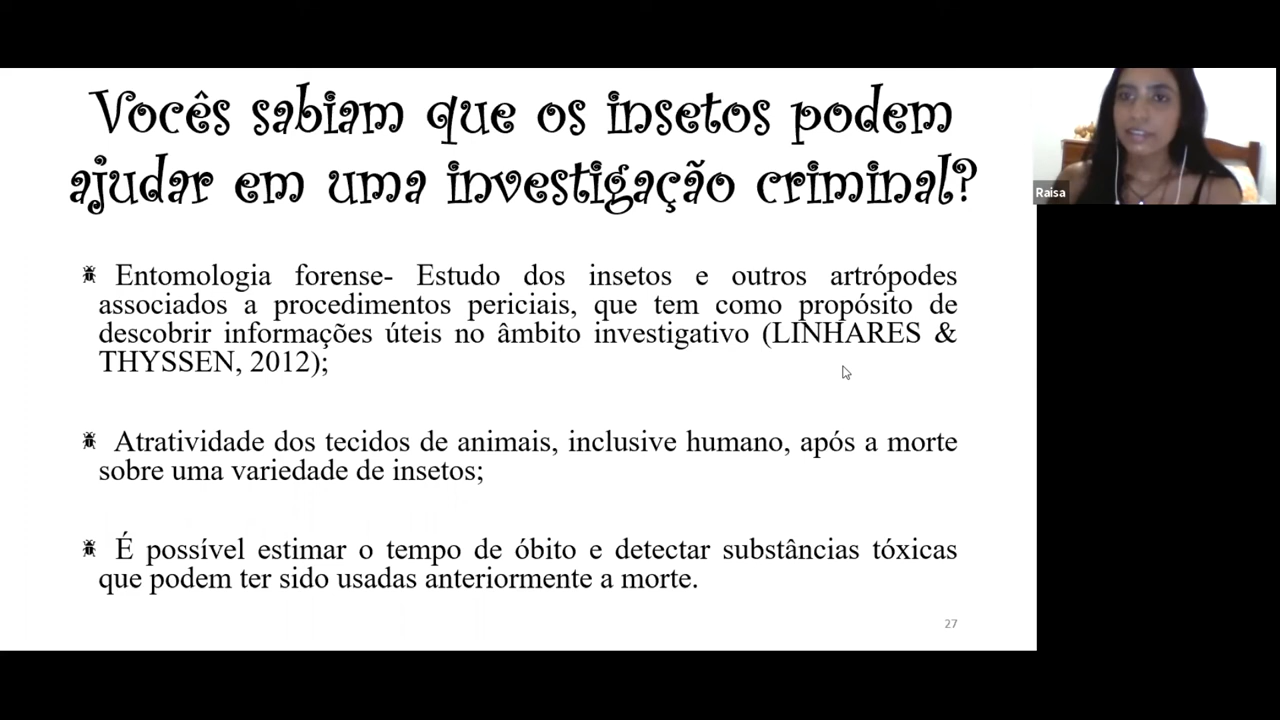 Vocês sabiam que os insetos podem
ajudar em uma investigação criminal?
Raisa
Entomologia forense- Estudo dos insetos e outros artrópodes
associados a procedimentos periciais, que tem como propósito de
descobrir informações úteis no âmbito investigativo (LINHARES &
THYSSEN, 2012);
Atratividade dos tecidos de animais, inclusive humano, após a morte
sobre uma variedade de insetos;
É possível estimar o tempo de óbito e detectar substâncias tóxicas
que podem ter sido usadas anteriormente a morte.
27